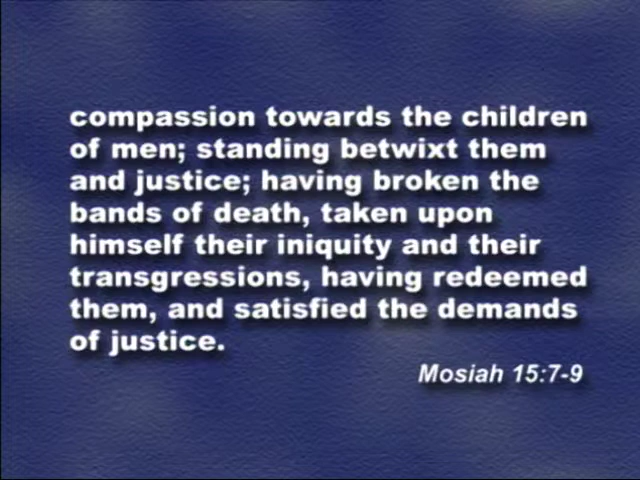 compassion towards the children
of men; standing betwixt them
and justice; having broken the
bands of death, taken upon
himself their iniquity and their
transgressions, having redeemed
them, and satisfied the demands
of justice.
Mosiah 15:7-9